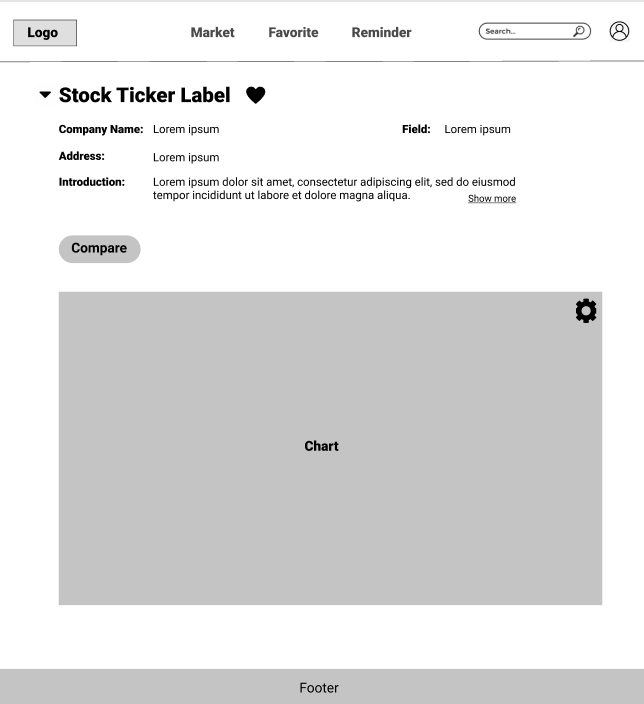 Logo
Market
Favorite
Reminder
Search...
Stock Ticker Label
Company Name: Lorem ipsum
Field: Lorem ipsum
Address: Lorem ipsum
Introduction: Lorem ipsum dolor sit amet, consectetur adipiscing elit, sed do eiusmod
tempor incididunt ut labore et dolore magna aliqua.
Show more
Compare
Chart
Footer